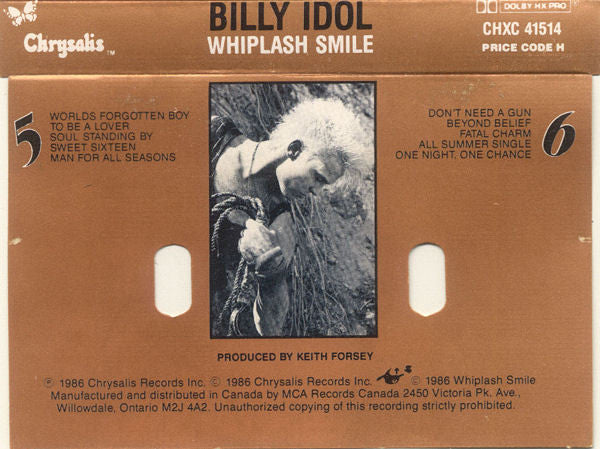 Chrysalis™
BILLY IDOL
WHIPLASH SMILE
DOLBY HX PRO
CHXC 41514
PRICE CODE H
5
WORLDS FORGOTTEN BOY
TO BE A LOVER
SOUL STANDING BY
SWEET SIXTEEN
MAN FOR ALL SEASONS
DON'T NEED A GUN
BEYOND BELIEF
FATAL CHARM
ALL SUMMER SINGLE
ONE NIGHT, ONE CHANCE
6
PRODUCED BY KEITH FORSEY
℗ 1986 Chrysalis Records Inc. © 1986 Chrysalis Records Inc. © 1986 Whiplash Smile
Manufactured and distributed in Canada by MCA Records Canada 2450 Victoria Pk. Ave.,
Willowdale, Ontario M2J 4A2. Unauthorized copying of this recording strictly prohibited.